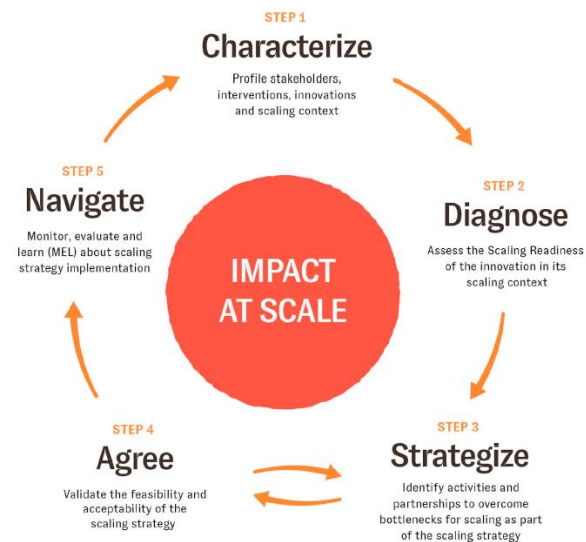 STEP 1
Characterize
Profile stakeholders,
interventions, innovations
and scaling context
STEP 2
Diagnose
Assess the Scaling Readiness
of the innovation in its
scaling context
STEP 3
Strategize
Identify activities and
partnerships to overcome
bottlenecks for scaling as part
of the scaling strategy
STEP 4
Agree
Validate the feasibility and
acceptability of the
scaling strategy
STEP 5
Navigate
Monitor, evaluate and
learn (MEL) about scaling
strategy implementation
IMPACT
AT SCALE